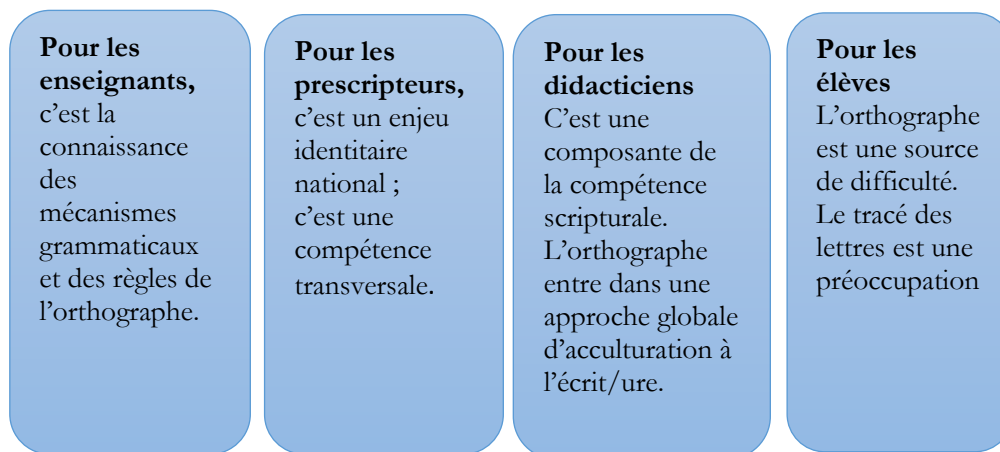 Pour les
enseignants,
c’est la
connaissance
des
mécanismes
grammaticaux
et des règles de
l’orthographe.
Pour les
prescripteurs,
c’est un enjeu
identitaire
national ;
c’est une
compétence
transversale.
Pour les
didacticiens
C’est une
composante de
la compétence
scripturale.
L’orthographe
entre dans une
approche globale
d’acculturation à
l’écrit/ure.
Pour les
élèves
L’orthographe
est une source
de difficulté.
Le tracé des
lettres est une
préoccupation